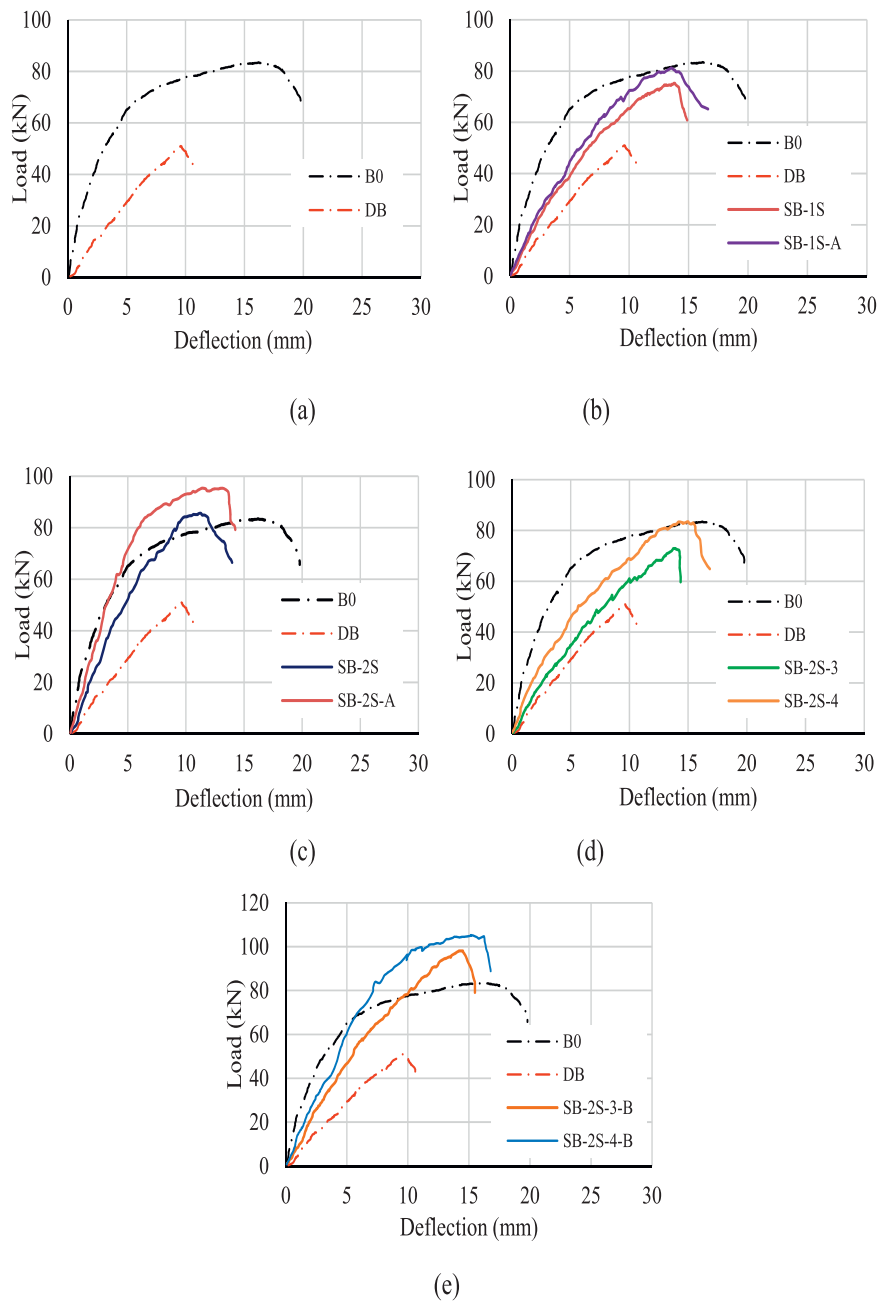 100
80
60
40
20
0
Load (kN)
B0
DB
0 5 10 15 20 25 30
Deflection (mm)
(a)
100
80
60
40
20
0
Load (kN)
B0
DB
SB-1S
SB-1S-A
0 5 10 15 20 25 30
Deflection (mm)
(b)
100
80
60
40
20
0
Load (kN)
B0
DB
SB-2S
SB-2S-A
0 5 10 15 20 25 30
Deflection (mm)
(c)
100
80
60
40
20
0
Load (kN)
B0
DB
SB-2S-3
SB-2S-4
0 5 10 15 20 25 30
Deflection (mm)
(d)
120
100
80
60
40
20
0
Load (kN)
B0
DB
SB-2S-3-B
SB-2S-4-B
0 5 10 15 20 25 30
Deflection (mm)
(e)